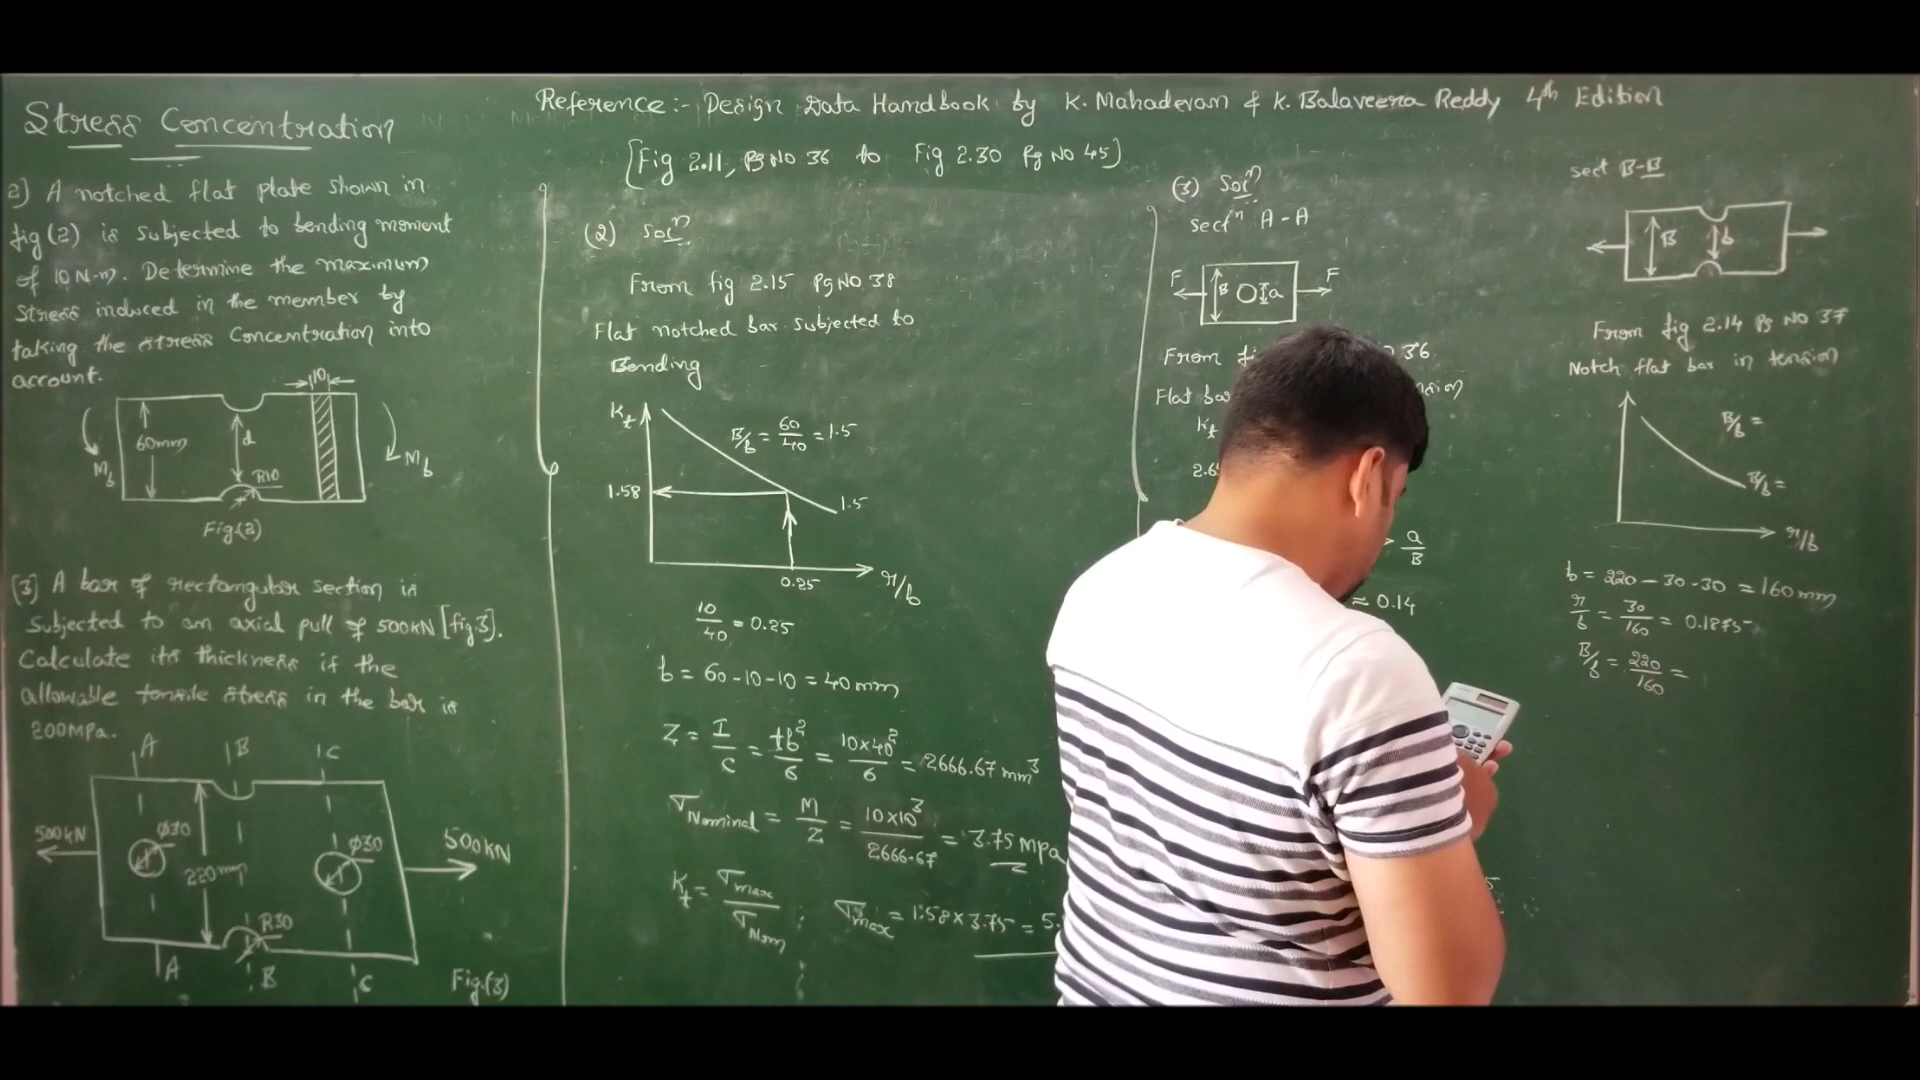 Stress Concentration
Reference:- Design Data Handbook by K. Mahadevan & K. Balaveera Reddy 4th Edition
[Fig 2.11, Pg NO 36 to Fig 2.30 Pg NO 45]
2) A notched flat plate shown in
fig (2) is subjected to bending moment
of 10 N-m. Determine the maximum
stress induced in the member by
taking the stress Concentration into
account.
10
60mm
d
R10
Mb
Mb
Fig.(2)
(3) A bar of rectangular section is
subjected to an axial pull of 500KN [fig.3].
Calculate its thickness if the
allowable tensile stress in the bar is
200MPa.
A
B
C
500KN
Ø30
220mm
Ø30
500KN
R30
A
B
C
Fig.(3)
(2) Solⁿ
From fig 2.15 Pg NO 38
Flat notched bar subjected to
Bending
Kt
B/b = 60/40 = 1.5
1.58
1.5
0.25
r/b
10/40 = 0.25
b = 60-10-10 = 40mm
Z = I/c = tb²/6 = 10×40²/6 = 2666.67 mm³
σNominal = M/Z = 10×10³/2666.67 = 3.75 MPa
Kt = σmax/σNom ; σmax = 1.58 × 3.75 = 5.
(3) Solⁿ
sectⁿ A-A
F
B
a
F
From
36
Flat bar
Kt
a/B
≈ 0.14
sect B-B
B
b
From fig 2.14 Pg NO 37
Notch flat bar in tension
B/b =
B/b =
r/b
b = 220 - 30 - 30 = 160mm
r/b = 30/160 = 0.1875
B/b = 220/160 =